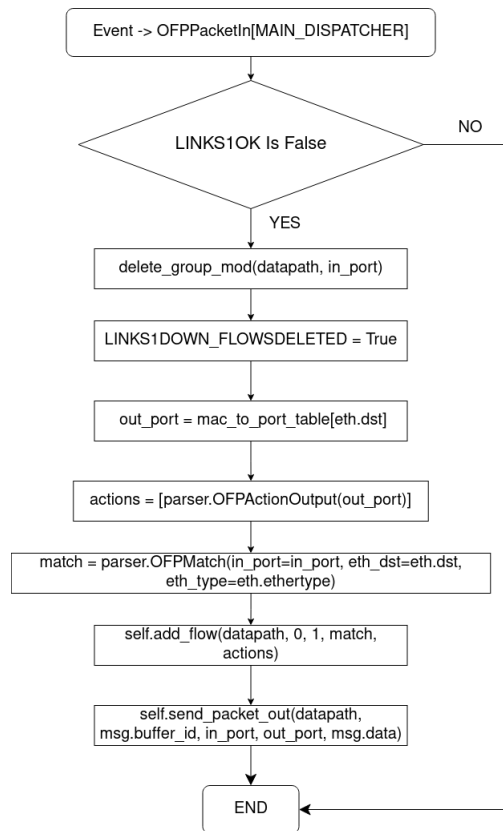 Event -> OFPPacketIn[MAIN_DISPATCHER]
LINKS1OK Is False
NO
YES
delete_group_mod(datapath, in_port)
LINKS1DOWN_FLOWSDELETED = True
out_port = mac_to_port_table[eth.dst]
actions = [parser.OFPActionOutput(out_port)]
match = parser.OFPMatch(in_port=in_port, eth_dst=eth.dst,
eth_type=eth.ethertype)
self.add_flow(datapath, 0, 1, match,
actions)
self.send_packet_out(datapath,
msg.buffer_id, in_port, out_port, msg.data)
END